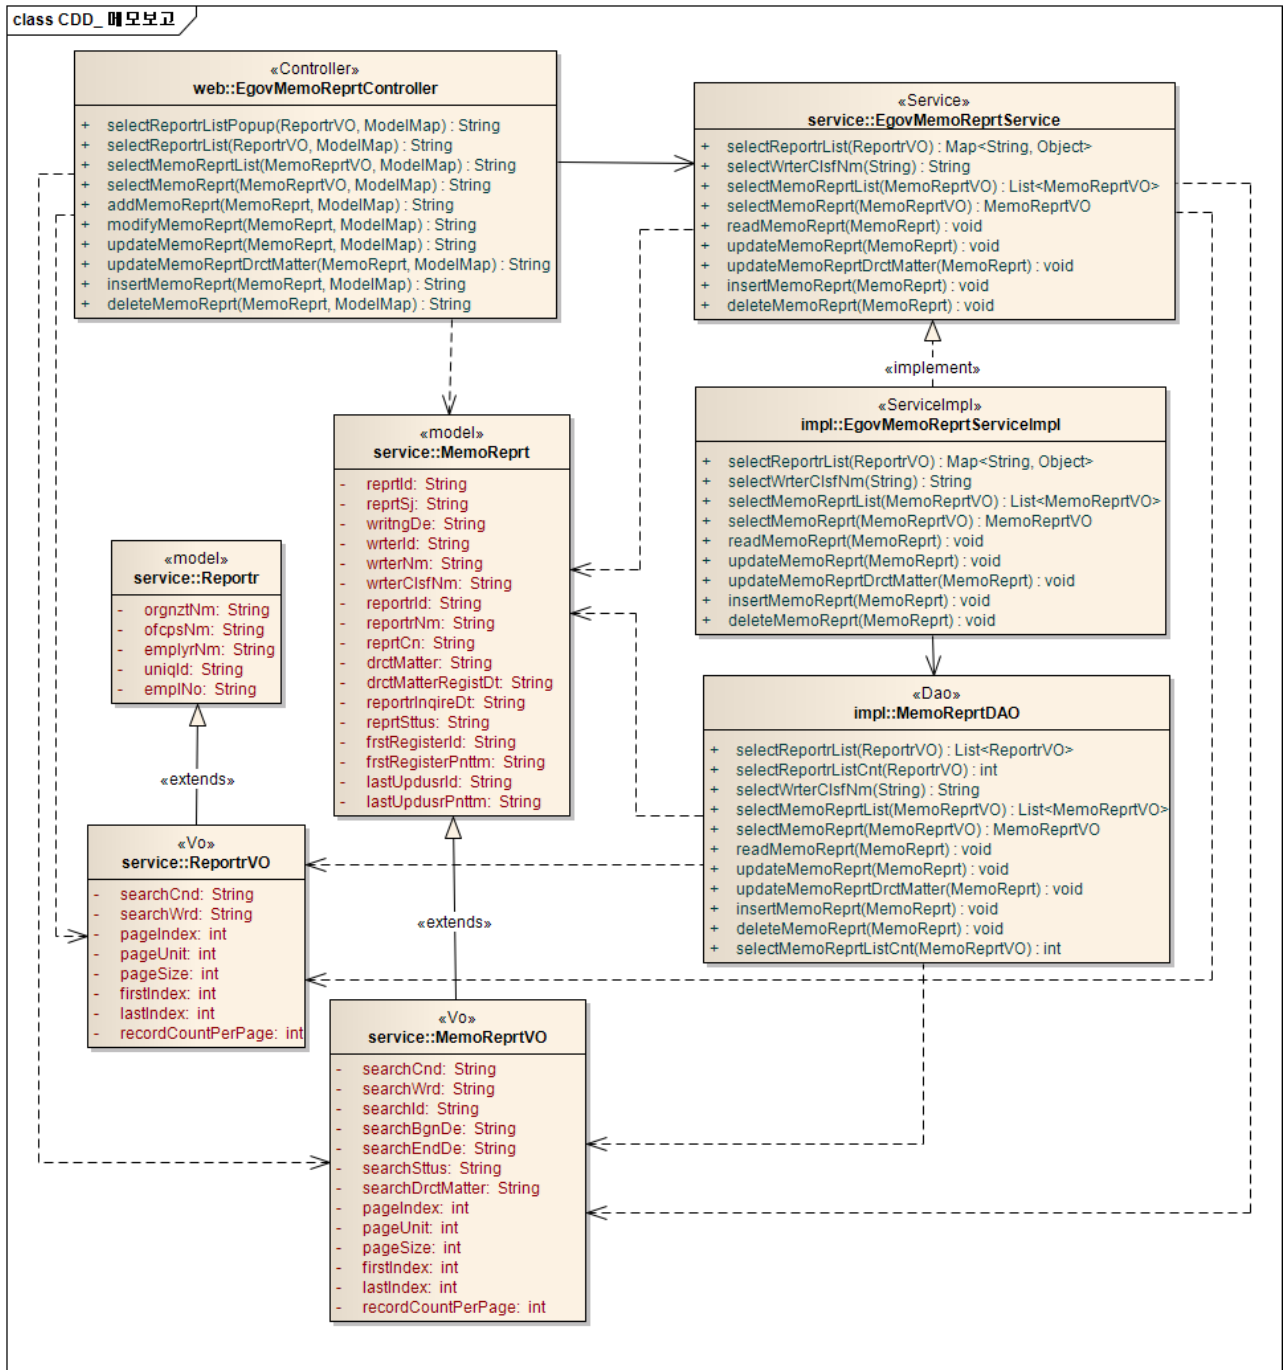 class CDD_ 메모보고
«Controller»
web::EgovMemoReprtController
+ selectReportrListPopup(ReportrVO, ModelMap) : String
+ selectReportrList(ReportrVO, ModelMap) : String
+ selectMemoReprtList(MemoReprtVO, ModelMap) : String
+ selectMemoReprt(MemoReprtVO, ModelMap) : String
+ addMemoReprt(MemoReprt, ModelMap) : String
+ modifyMemoReprt(MemoReprt, ModelMap) : String
+ updateMemoReprt(MemoReprt, ModelMap) : String
+ updateMemoReprtDrctMatter(MemoReprt, ModelMap) : String
+ insertMemoReprt(MemoReprt, ModelMap) : String
+ deleteMemoReprt(MemoReprt, ModelMap) : String
«Service»
service::EgovMemoReprtService
+ selectReportrList(ReportrVO) : Map<String, Object>
+ selectWrterClsfNm(String) : String
+ selectMemoReprtList(MemoReprtVO) : List<MemoReprtVO>
+ selectMemoReprt(MemoReprtVO) : MemoReprtVO
+ readMemoReprt(MemoReprt) : void
+ updateMemoReprt(MemoReprt) : void
+ updateMemoReprtDrctMatter(MemoReprt) : void
+ insertMemoReprt(MemoReprt) : void
+ deleteMemoReprt(MemoReprt) : void
«implement»
«ServiceImpl»
impl::EgovMemoReprtServiceImpl
+ selectReportrList(ReportrVO) : Map<String, Object>
+ selectWrterClsfNm(String) : String
+ selectMemoReprtList(MemoReprtVO) : List<MemoReprtVO>
+ selectMemoReprt(MemoReprtVO) : MemoReprtVO
+ readMemoReprt(MemoReprt) : void
+ updateMemoReprt(MemoReprt) : void
+ updateMemoReprtDrctMatter(MemoReprt) : void
+ insertMemoReprt(MemoReprt) : void
+ deleteMemoReprt(MemoReprt) : void
«model»
service::MemoReprt
- reprtId: String
- reprtSj: String
- writngDe: String
- wrterId: String
- wrterNm: String
- wrterClsfNm: String
- reportrId: String
- reportrNm: String
- reprtCn: String
- drctMatter: String
- drctMatterRegistDt: String
- reportrInqireDt: String
- reprtSttus: String
- frstRegisterId: String
- frstRegisterPnttm: String
- lastUpdusrId: String
- lastUpdusrPnttm: String
«model»
service::Reportr
- orgnztNm: String
- ofcpsNm: String
- emplyrNm: String
- uniqId: String
- emplNo: String
«extends»
«Dao»
impl::MemoReprtDAO
+ selectReportrList(ReportrVO) : List<ReportrVO>
+ selectReportrListCnt(ReportrVO) : int
+ selectWrterClsfNm(String) : String
+ selectMemoReprtList(MemoReprtVO) : List<MemoReprtVO>
+ selectMemoReprt(MemoReprtVO) : MemoReprtVO
+ readMemoReprt(MemoReprt) : void
+ updateMemoReprt(MemoReprt) : void
+ updateMemoReprtDrctMatter(MemoReprt) : void
+ insertMemoReprt(MemoReprt) : void
+ deleteMemoReprt(MemoReprt) : void
+ selectMemoReprtListCnt(MemoReprtVO) : int
«Vo»
service::ReportrVO
- searchCnd: String
- searchWrd: String
- pageIndex: int
- pageUnit: int
- pageSize: int
- firstIndex: int
- lastIndex: int
- recordCountPerPage: int
«extends»
«Vo»
service::MemoReprtVO
- searchCnd: String
- searchWrd: String
- searchId: String
- searchBgnDe: String
- searchEndDe: String
- searchSttus: String
- searchDrctMatter: String
- pageIndex: int
- pageUnit: int
- pageSize: int
- firstIndex: int
- lastIndex: int
- recordCountPerPage: int